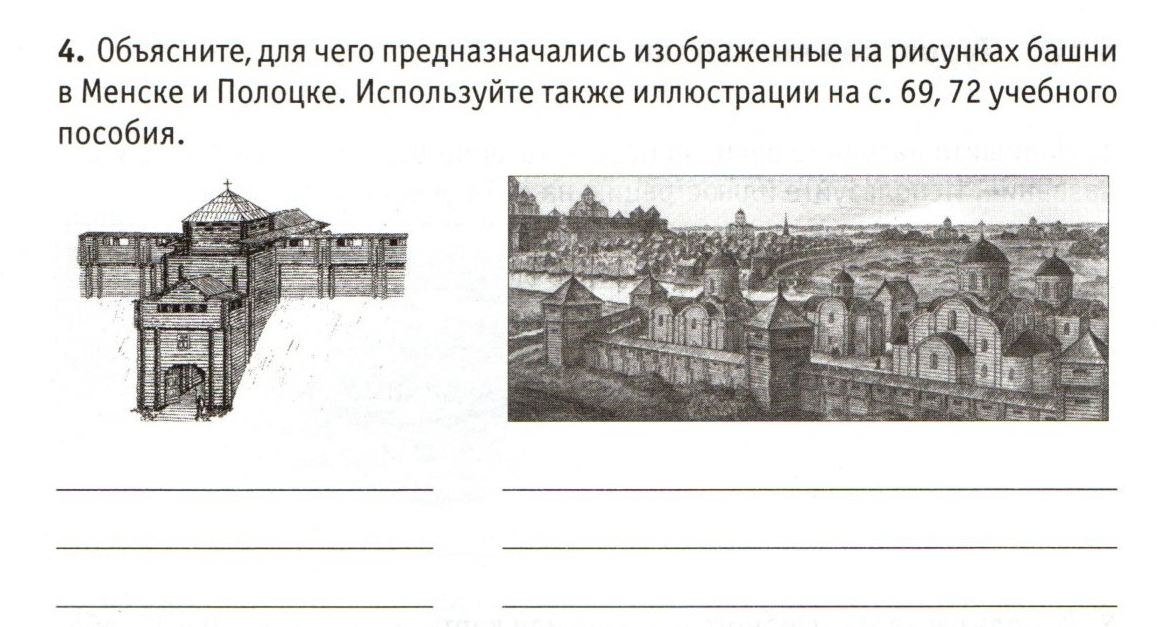 4. Объясните, для чего предназначались изображенные на рисунках башни
в Менске и Полоцке. Используйте также иллюстрации на с. 69, 72 учебного
пособия.